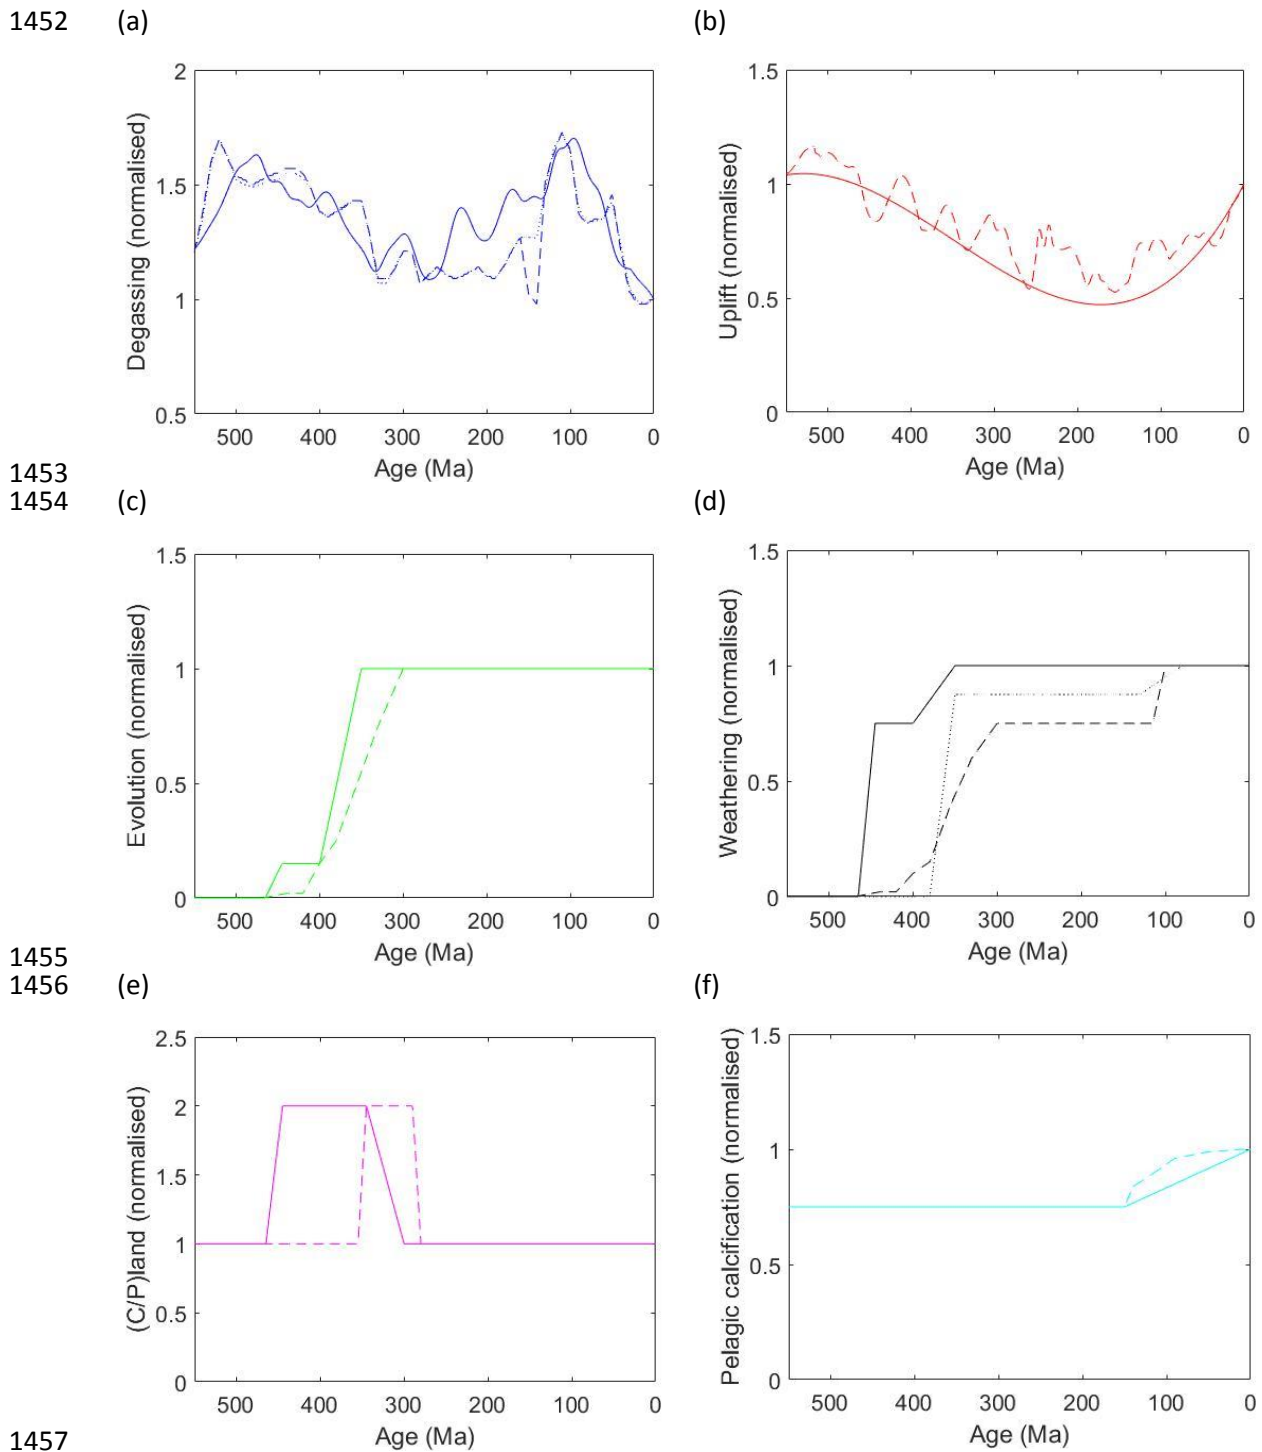 1452 (a) (b)
Degassing (normalised)
2
1.5
1
0.5
500 400 300 200 100 0
Age (Ma)
Uplift (normalised)
1.5
1
0.5
0
500 400 300 200 100 0
Age (Ma)
1453
1454 (c) (d)
Evolution (normalised)
1.5
1
0.5
0
500 400 300 200 100 0
Age (Ma)
Weathering (normalised)
1.5
1
0.5
0
500 400 300 200 100 0
Age (Ma)
1455
1456 (e) (f)
(C/P)land (normalised)
2.5
2
1.5
1
0.5
0
500 400 300 200 100 0
Age (Ma)
Pelagic calcification (normalised)
1.5
1
0.5
0
500 400 300 200 100 0
Age (Ma)
1457